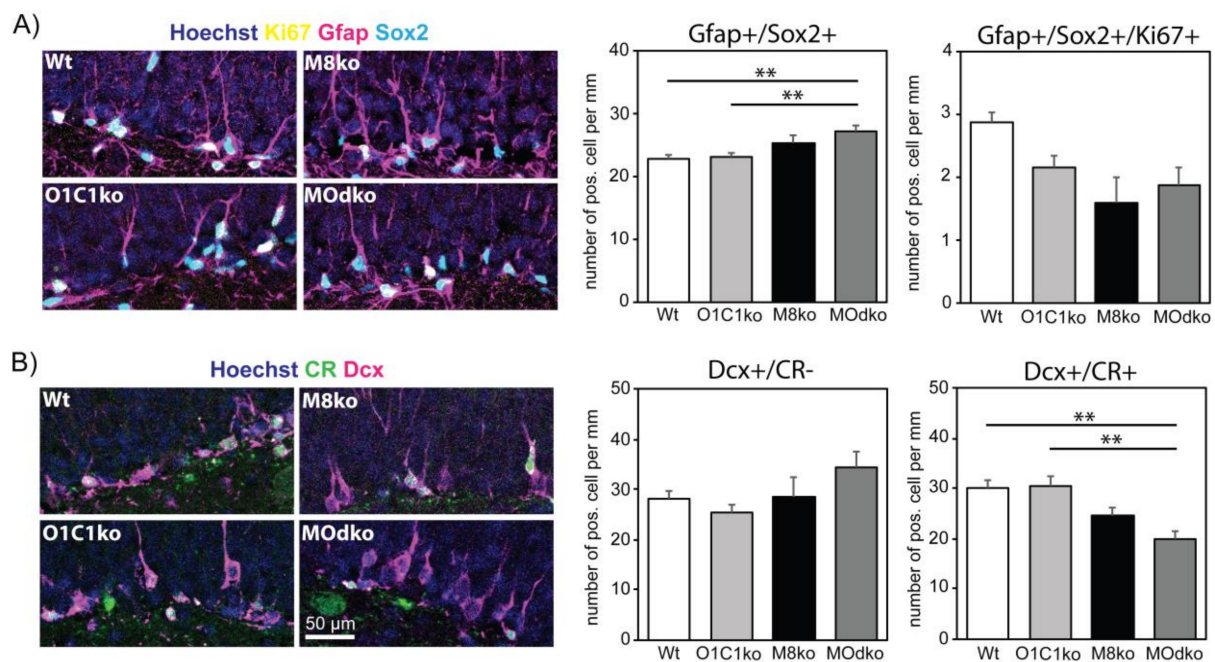 A)
Hoechst Ki67 Gfap Sox2
Wt
M8ko
O1C1ko
MOdko
Gfap+/Sox2+
number of pos. cell per mm
40
30
20
10
0
**
**
Wt O1C1ko M8ko MOdko
Gfap+/Sox2+/Ki67+
number of pos. cell per mm
4
3
2
1
0
Wt O1C1ko M8ko MOdko
B)
Hoechst CR Dcx
Wt
M8ko
O1C1ko
MOdko
50 µm
Dcx+/CR-
number of pos. cell per mm
50
40
30
20
10
0
Wt O1C1ko M8ko MOdko
Dcx+/CR+
number of pos. cell per mm
50
40
30
20
10
0
**
**
Wt O1C1ko M8ko MOdko